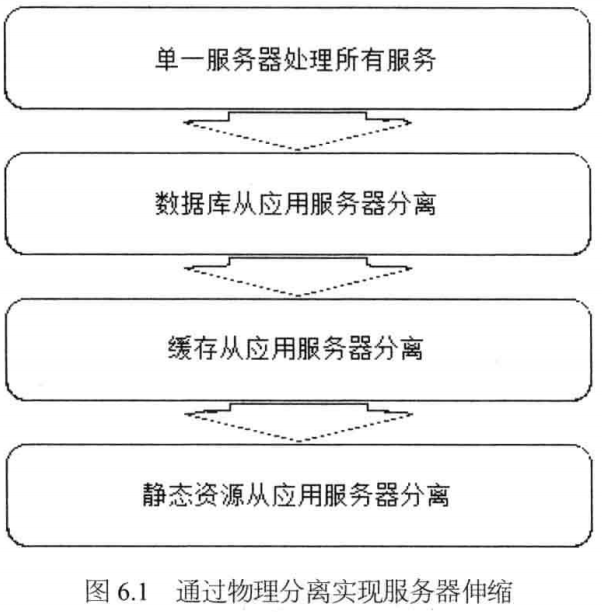 单一服务器处理所有服务
数据库从应用服务器分离
缓存从应用服务器分离
静态资源从应用服务器分离
图 6.1 通过物理分离实现服务器伸缩